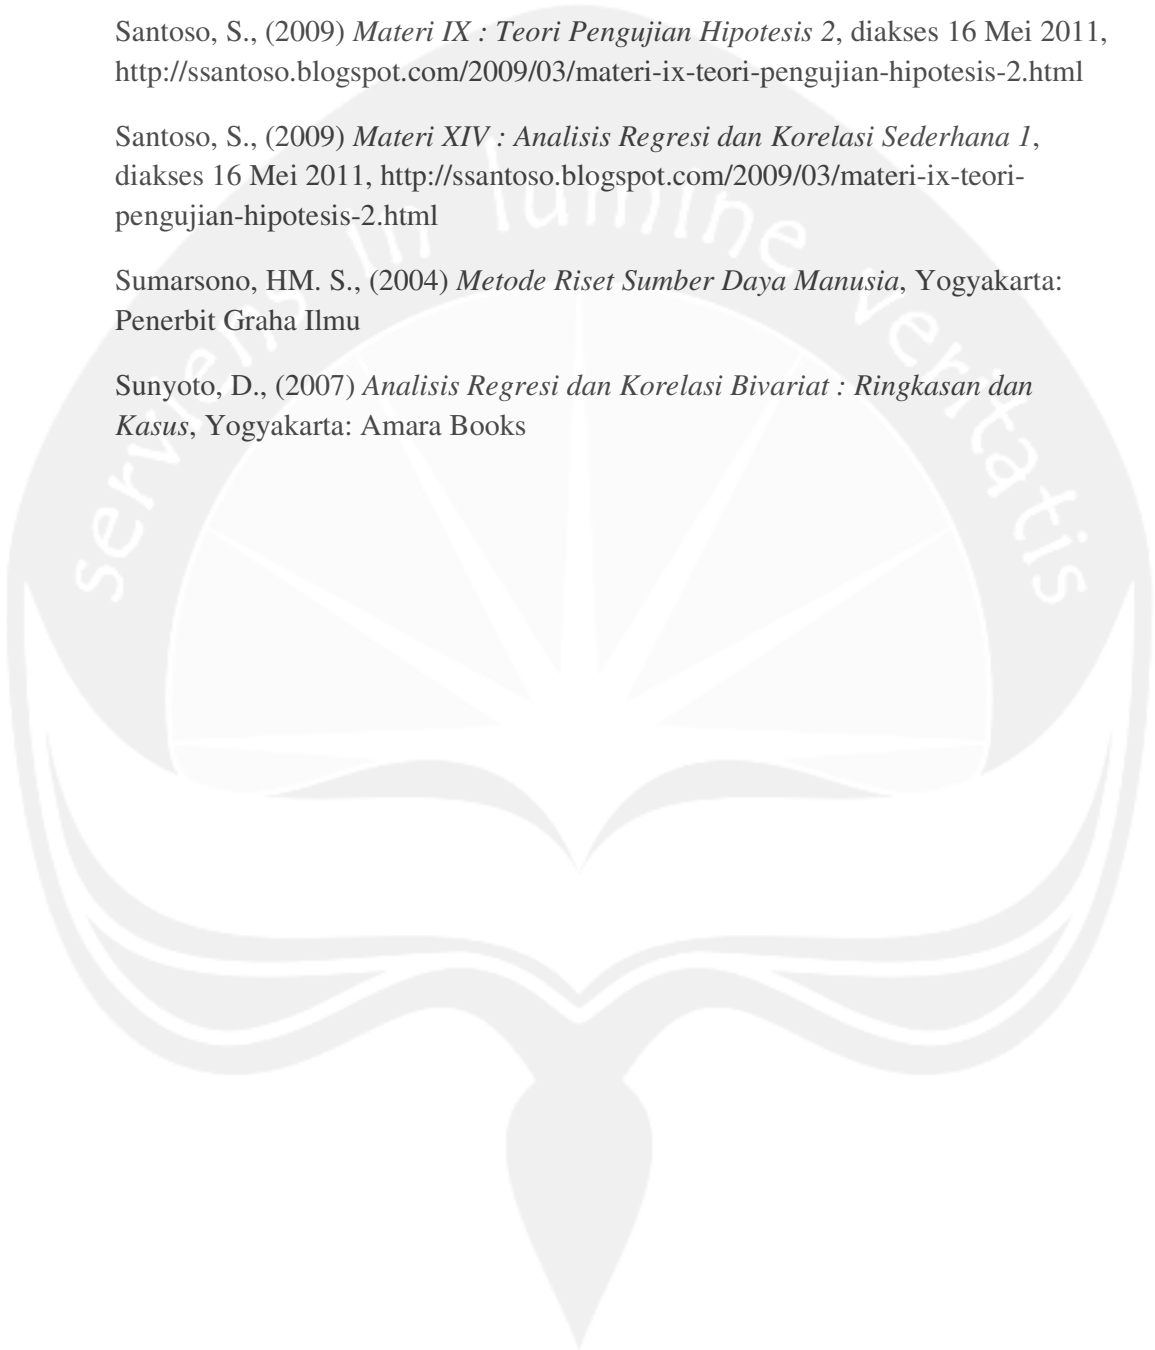 Santoso, S., (2009) Materi IX : Teori Pengujian Hipotesis 2, diakses 16 Mei 2011,
http://ssantoso.blogspot.com/2009/03/materi-ix-teori-pengujian-hipotesis-2.html
Santoso, S., (2009) Materi XIV : Analisis Regresi dan Korelasi Sederhana 1,
diakses 16 Mei 2011, http://ssantoso.blogspot.com/2009/03/materi-ix-teori-
pengujian-hipotesis-2.html
Sumarsono, HM. S., (2004) Metode Riset Sumber Daya Manusia, Yogyakarta:
Penerbit Graha Ilmu
Sunyoto, D., (2007) Analisis Regresi dan Korelasi Bivariat : Ringkasan dan
Kasus, Yogyakarta: Amara Books
serviens in lumine veritatis